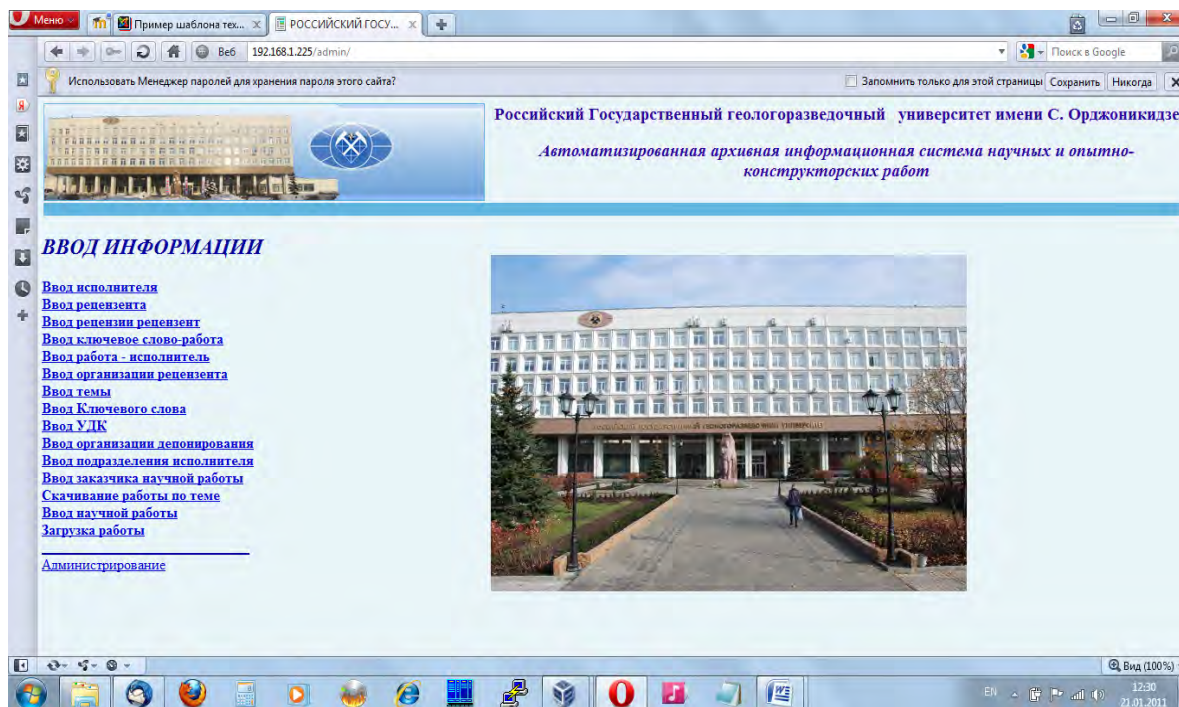 Меню
Пример шаблона тех...
РОССИЙСКИЙ ГОСУ...
Веб 192.168.1.225/admin/
Поиск в Google
Использовать Менеджер паролей для хранения пароля этого сайта?
Запомнить только для этой страницы Сохранить Никогда
Российский Государственный геологоразведочный университет имени С. Орджоникидзе
Автоматизированная архивная информационная система научных и опытно-
конструкторских работ
ВВОД ИНФОРМАЦИИ
Ввод исполнителя
Ввод рецензента
Ввод рецензии рецензент
Ввод ключевое слово-работа
Ввод работа - исполнитель
Ввод организации рецензента
Ввод темы
Ввод Ключевого слова
Ввод УДК
Ввод организации депонирования
Ввод подразделения исполнителя
Ввод заказчика научной работы
Скачивание работы по теме
Ввод научной работы
Загрузка работы
Администрирование
Вид (100%)
EN
12:30
21.01.2011